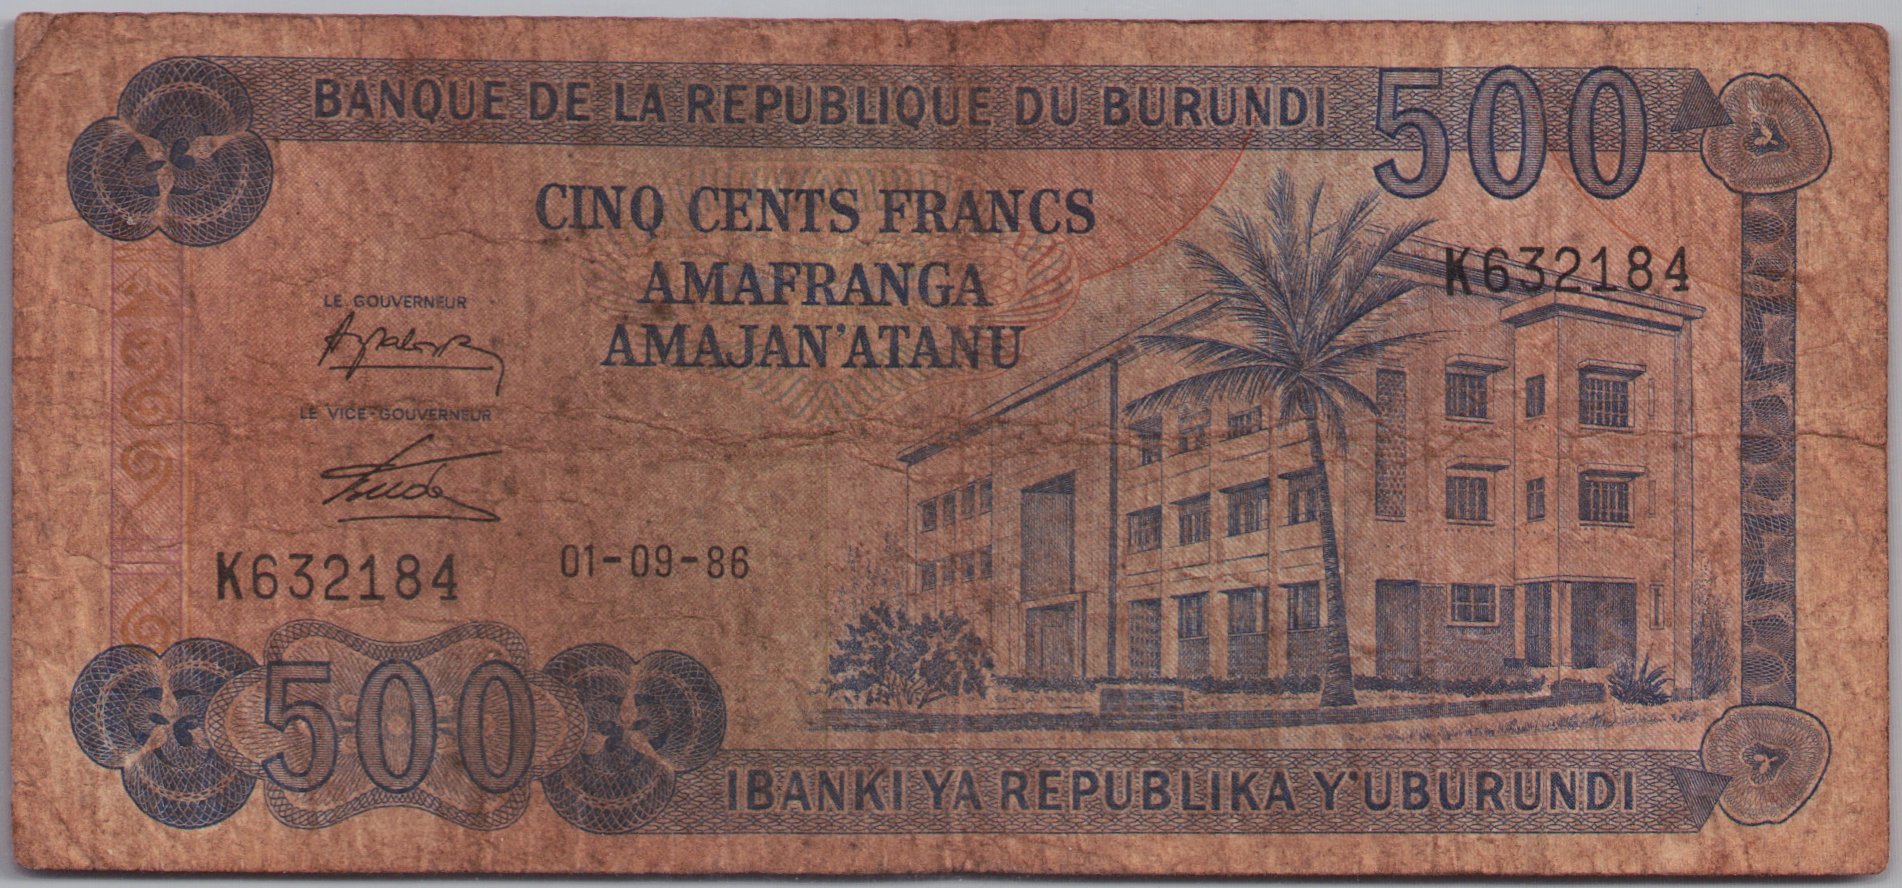 BANQUE DE LA REPUBLIQUE DU BURUNDI
500
CINQ CENTS FRANCS
K632184
AMAFRANGA
AMAJAN'ATANU
LE GOUVERNEUR
LE VICE-GOUVERNEUR
K632184
01-09-86
500
IBANKI YA REPUBLIKA Y'UBURUNDI